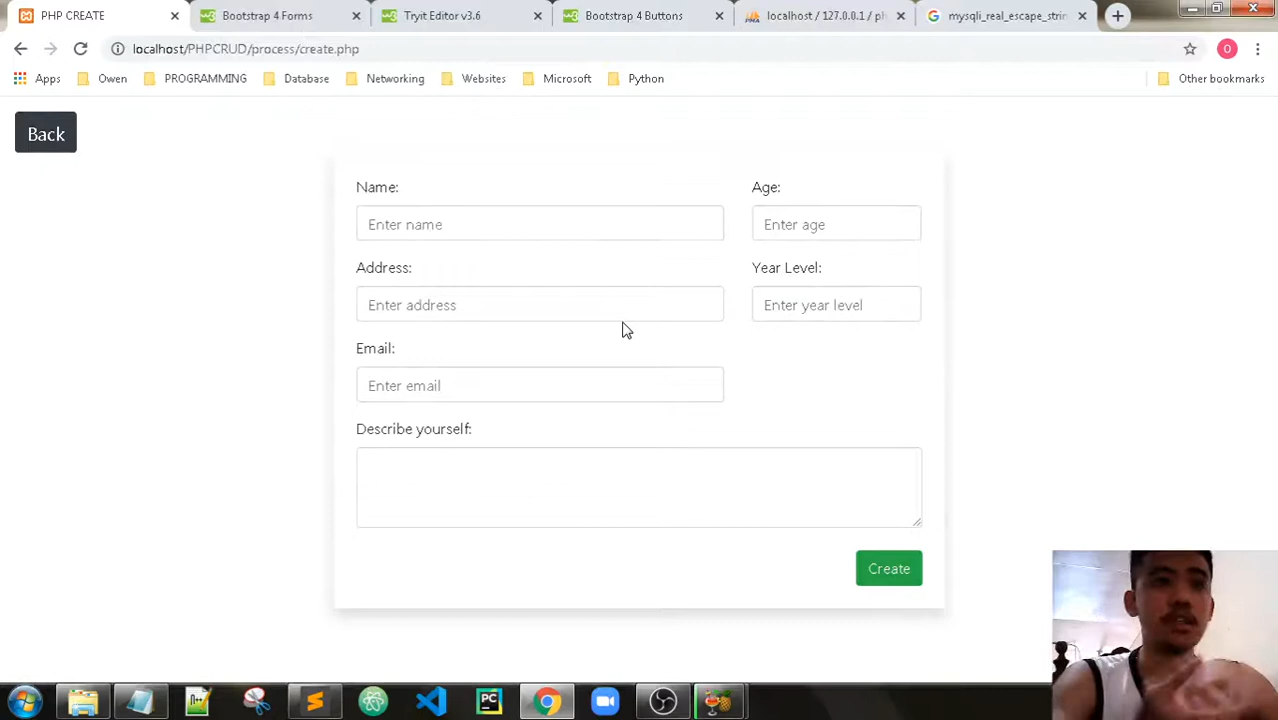 PHP CREATE
Bootstrap 4 Forms
Tryit Editor v3.6
Bootstrap 4 Buttons
localhost / 127.0.0.1 / ph
mysqli_real_escape_strin
localhost/PHPCRUD/process/create.php
O
Apps
Owen
PROGRAMMING
Database
Networking
Websites
Microsoft
Python
Other bookmarks
Back
Name:
Age:
Enter name
Enter age
Address:
Year Level:
Enter address
Enter year level
Email:
Enter email
Describe yourself:
Create
PC